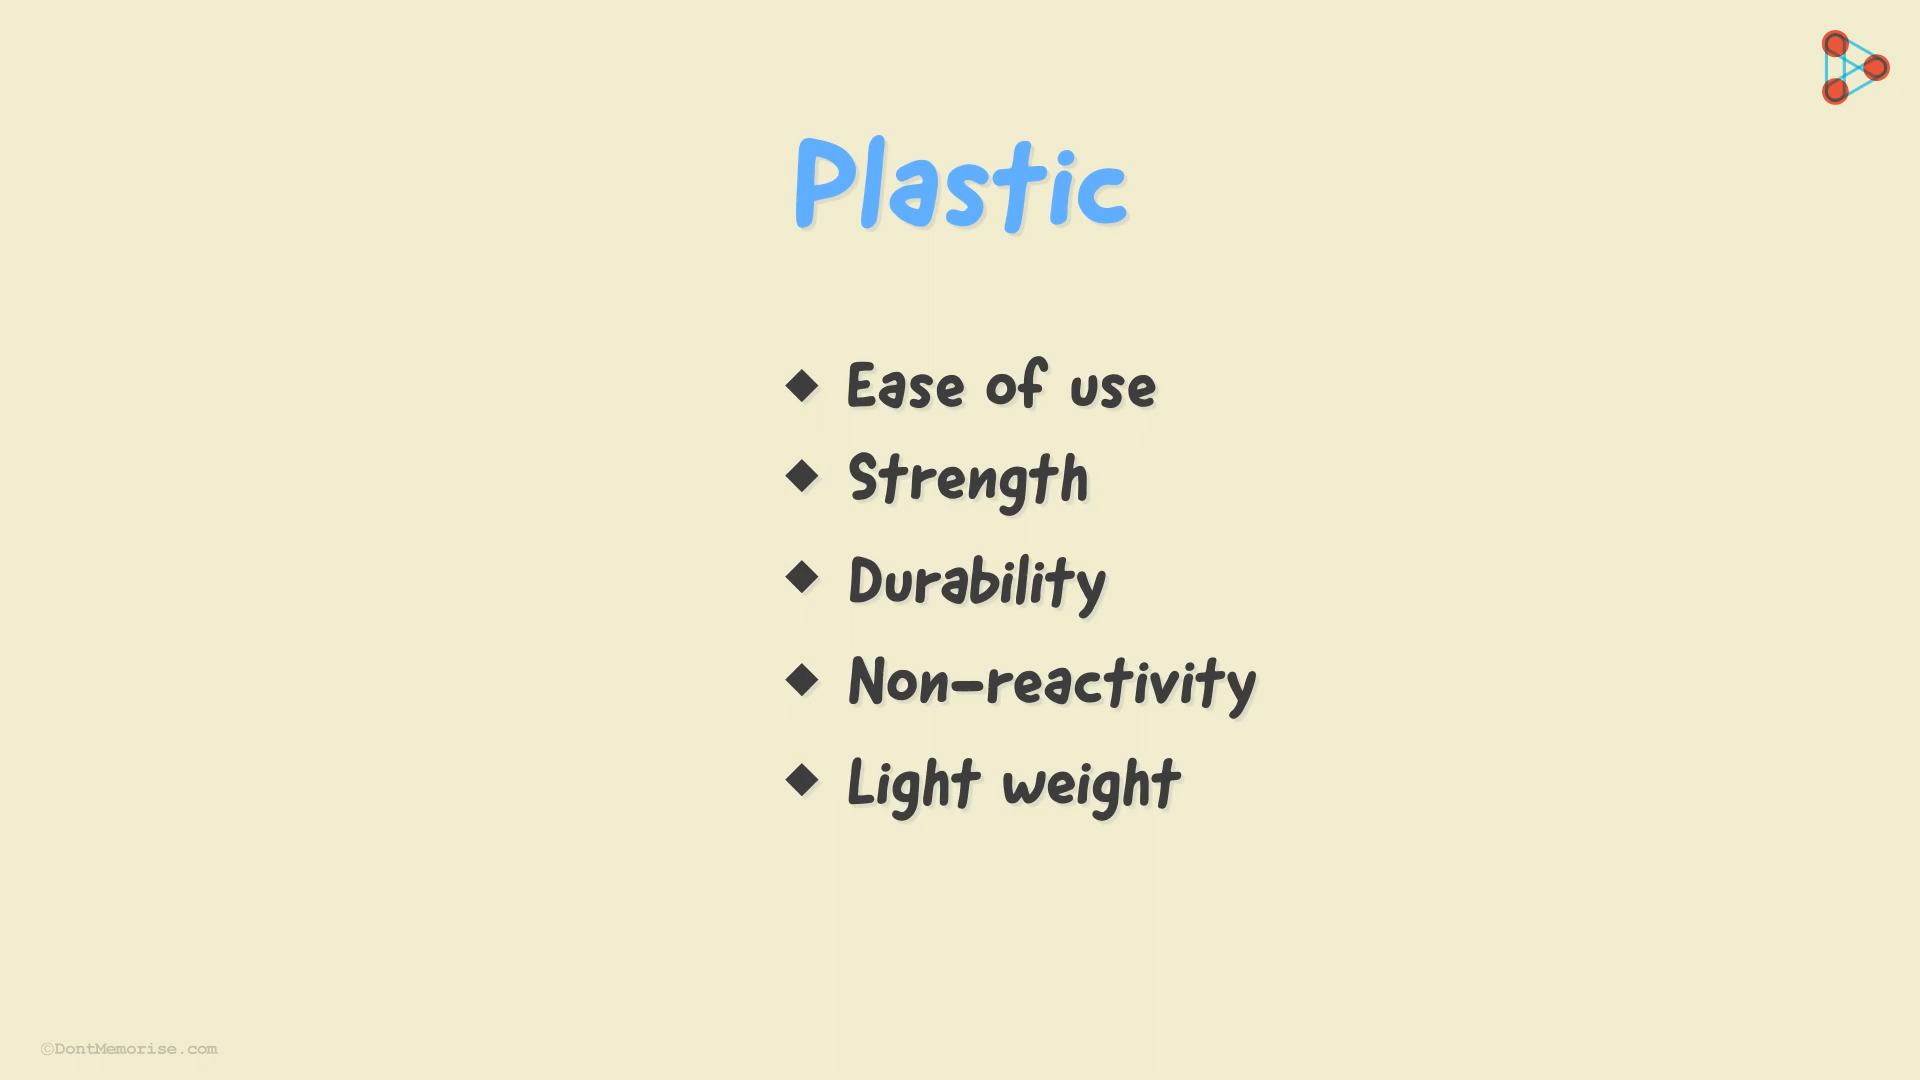 Plastic
◆ Ease of use
◆ Strength
◆ Durability
◆ Non-reactivity
◆ Light weight
©DontMemorise.com